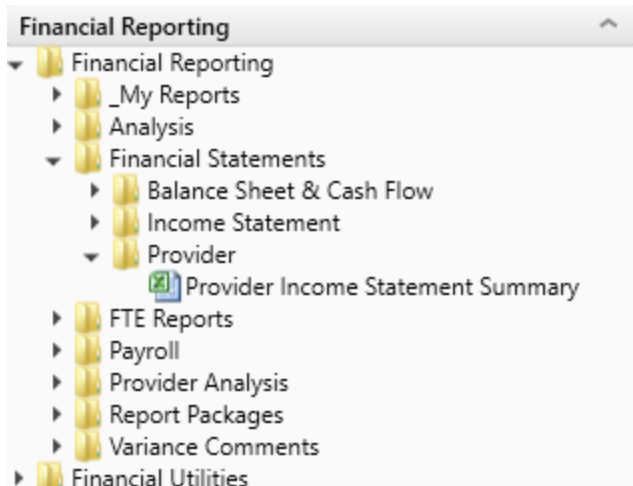 Financial Reporting
Financial Reporting
_My Reports
Analysis
Financial Statements
Balance Sheet & Cash Flow
Income Statement
Provider
Provider Income Statement Summary
FTE Reports
Payroll
Provider Analysis
Report Packages
Variance Comments
Financial Utilities